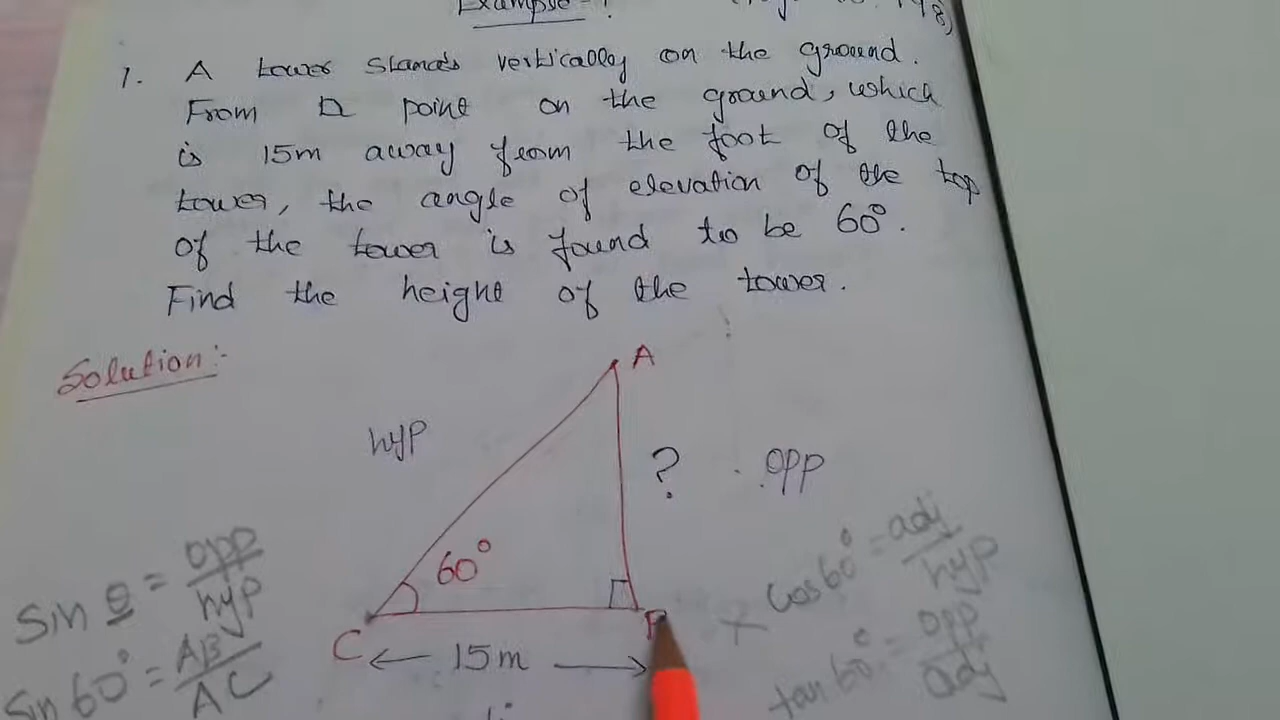 Example - 1
1. A tower stands vertically on the ground.
From a point on the ground, which
is 15m away from the foot of the
tower, the angle of elevation of the top
of the tower is found to be 60°.
Find the height of the tower.
Solution:-
A
hyp
?
opp
60°
C
15m
sin θ = opp/hyp
sin 60° = AB/AC
× cos 60° = adj/hyp
tan 60° = opp/adj